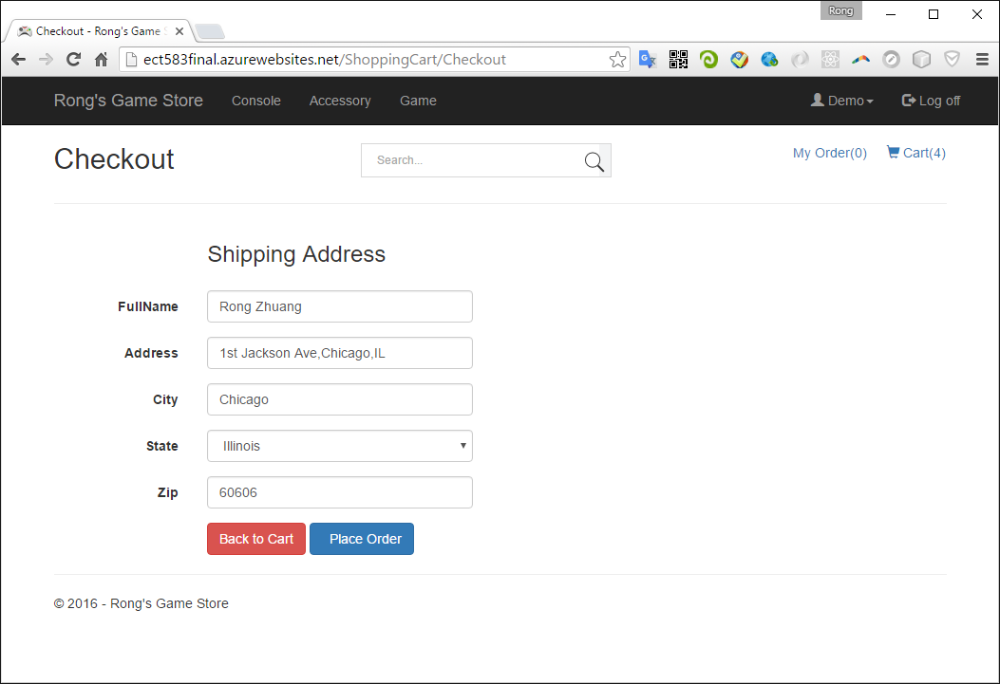 Rong
Checkout - Rong's Game
ect583final.azurewebsites.net/ShoppingCart/Checkout
Rong's Game Store Console Accessory Game Demo Log off
Checkout Search... My Order(0) Cart(4)
Shipping Address
FullName Rong Zhuang
Address 1st Jackson Ave,Chicago,IL
City Chicago
State Illinois
Zip 60606
Back to Cart Place Order
© 2016 - Rong's Game Store